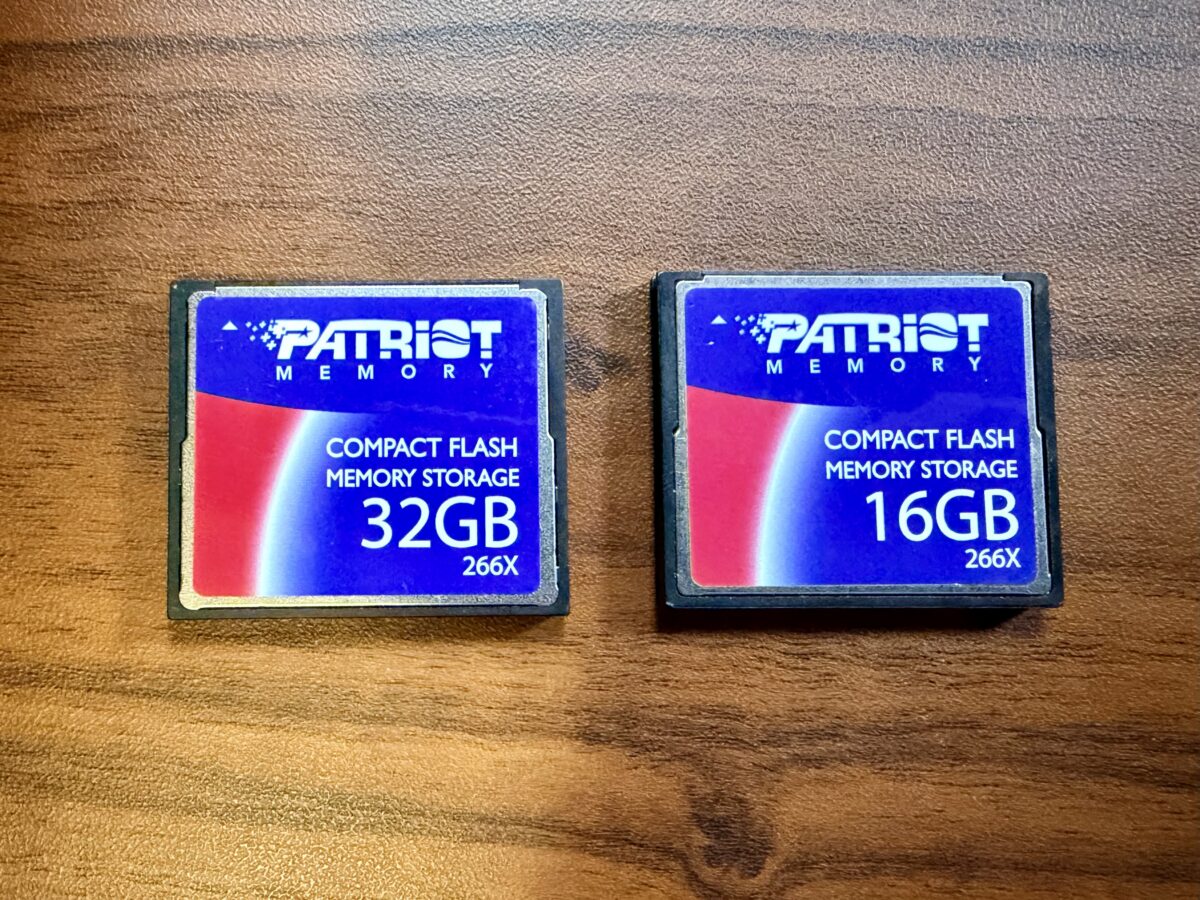 PATRIOT
MEMORY
COMPACT FLASH
MEMORY STORAGE
32GB
266X
PATRIOT
MEMORY
COMPACT FLASH
MEMORY STORAGE
16GB
266X